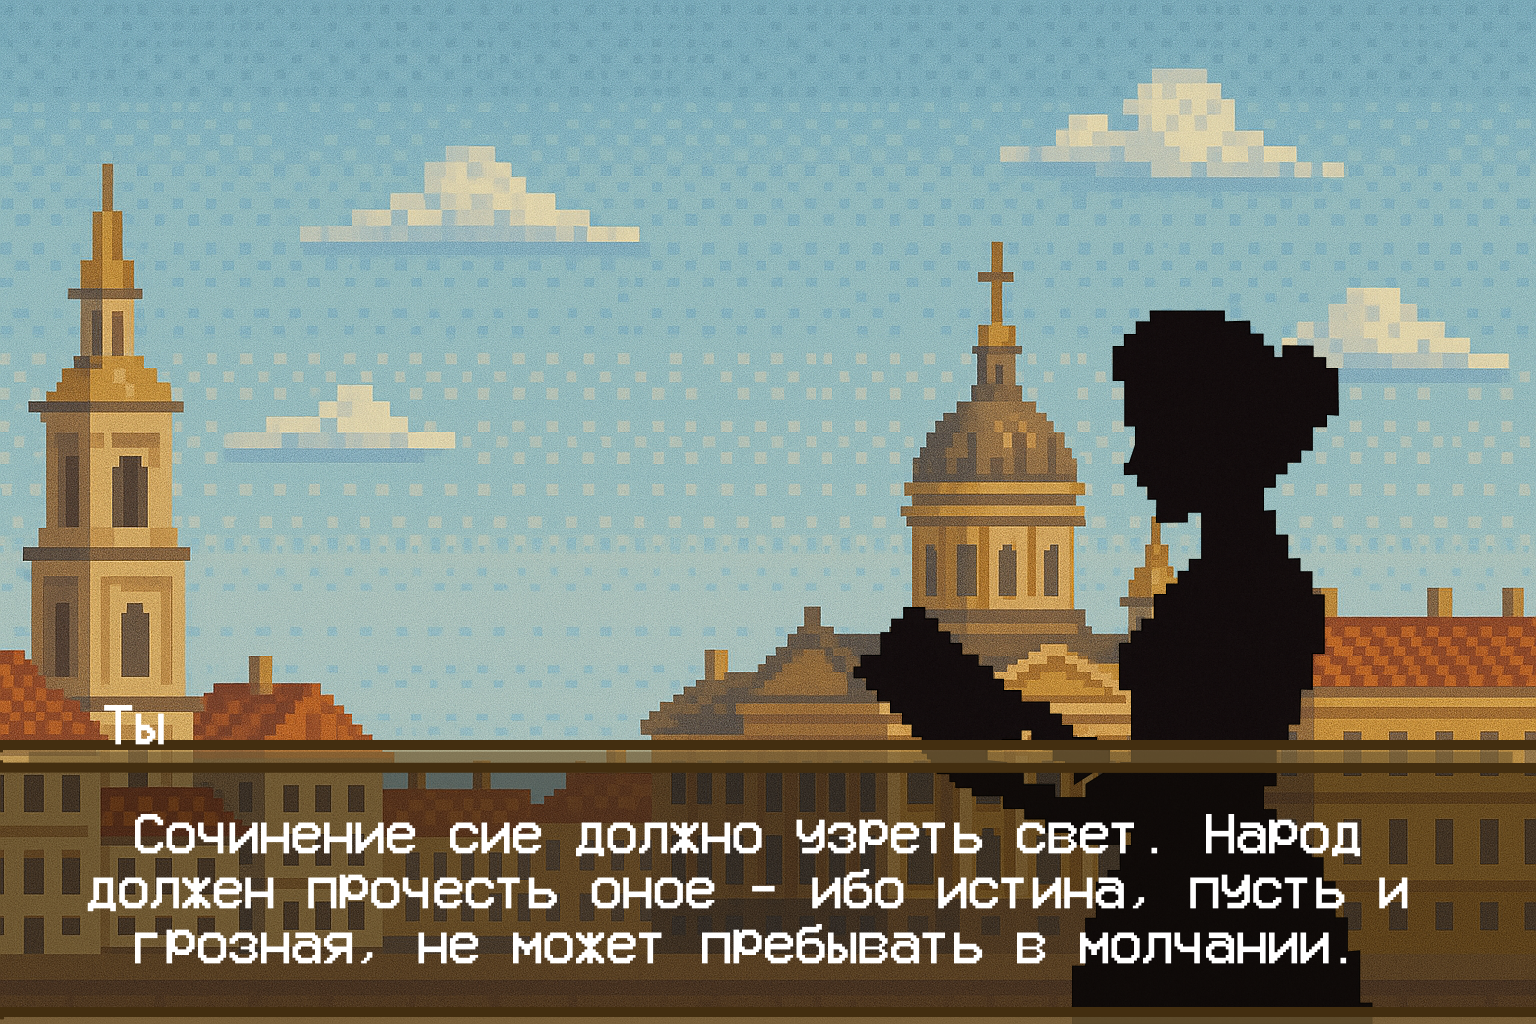 Ты
Сочинение сие должно узреть свет. Народ
должен прочесть оное - ибо истина, пусть и
грозная, не может пребывать в молчании.